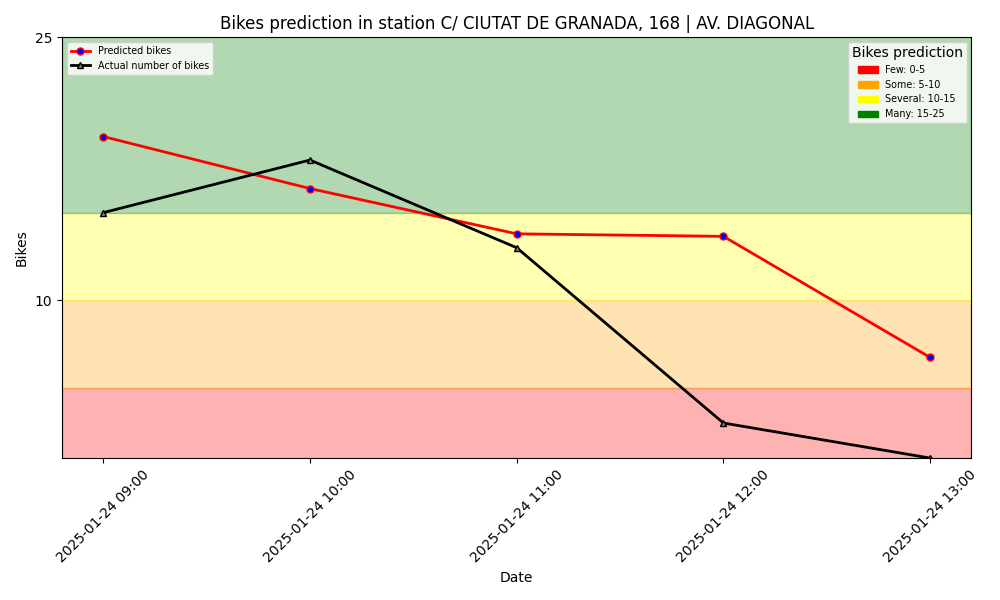 Bikes prediction in station C/ CIUTAT DE GRANADA, 168 | AV. DIAGONAL
25
10
Bikes
Predicted bikes
Actual number of bikes
Bikes prediction
Few: 0-5
Some: 5-10
Several: 10-15
Many: 15-25
2025-01-24 09:00
2025-01-24 10:00
2025-01-24 11:00
2025-01-24 12:00
2025-01-24 13:00
Date